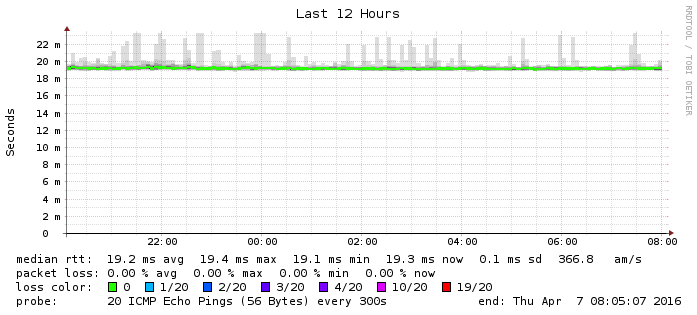 Last 12 Hours
RRDTOOL / TOBI OETIKER
Seconds
22 m
20 m
18 m
16 m
14 m
12 m
10 m
8 m
6 m
4 m
2 m
0
22:00 00:00 02:00 04:00 06:00 08:00
median rtt: 19.2 ms avg 19.4 ms max 19.1 ms min 19.3 ms now 0.1 ms sd 366.8 am/s
packet loss: 0.00 % avg 0.00 % max 0.00 % min 0.00 % now
loss color: 0 1/20 2/20 3/20 4/20 10/20 19/20
probe: 20 ICMP Echo Pings (56 Bytes) every 300s end: Thu Apr 7 08:05:07 2016